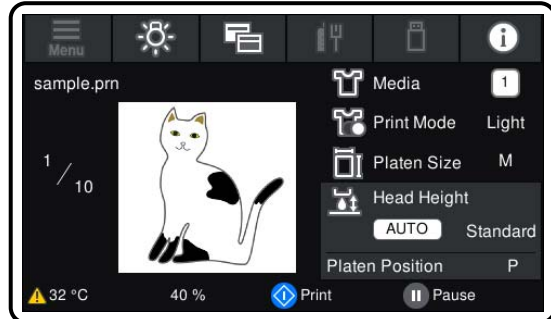 Menu
i
sample.prn
Media 1
Print Mode Light
1/10
Platen Size M
Head Height
AUTO Standard
Platen Position P
32 °C 40 % Print Pause